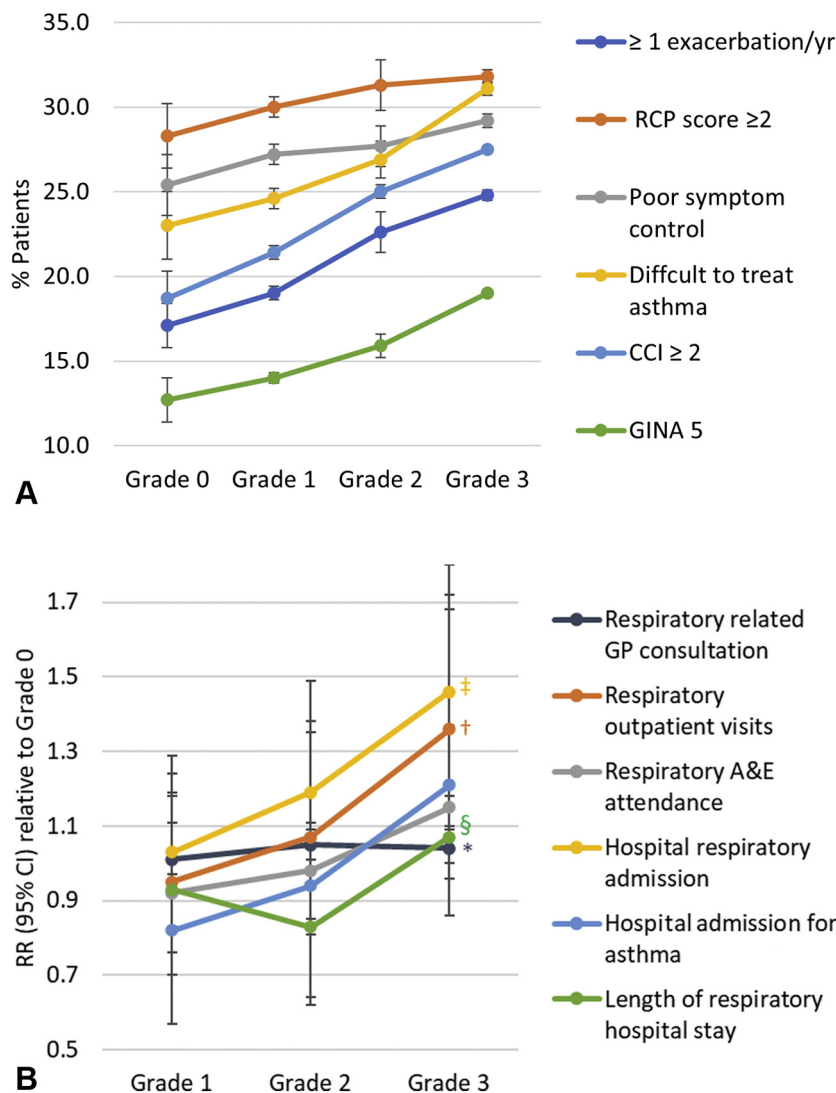 35.0
30.0
25.0
20.0
15.0
10.0
% Patients
Grade 0
Grade 1
Grade 2
Grade 3
≥ 1 exacerbation/yr
RCP score ≥2
Poor symptom
control
Diffcult to treat
asthma
CCI ≥ 2
GINA 5
A
1.7
1.5
1.3
1.1
0.9
0.7
0.5
RR (95% CI) relative to Grade 0
Grade 1
Grade 2
Grade 3
‡
†
§
*
Respiratory related
GP consultation
Respiratory
outpatient visits
Respiratory A&E
attendance
Hospital respiratory
admission
Hospital admission for
asthma
Length of respiratory
hospital stay
B